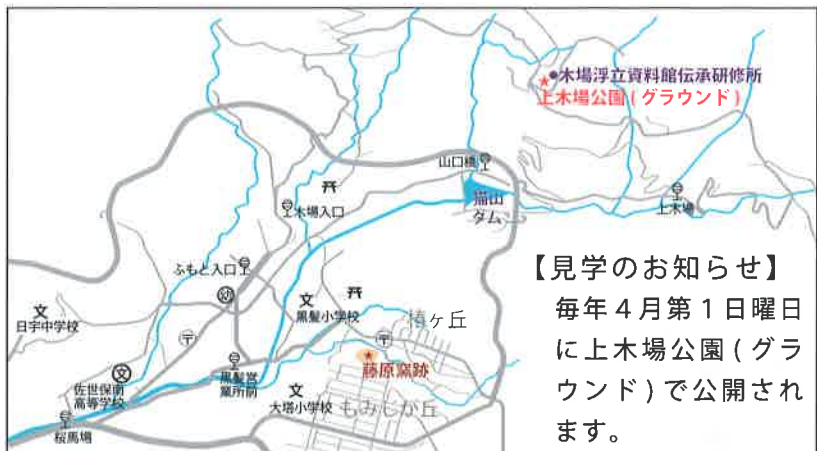 木場浮立資料館伝承研修所
上木場公園(グラウンド)
山口橋
猫山
ダム
木場入口
上木場
ふもと入口
幼
文
日宇中学校
文
黒髪小学校
〒
〒
椿ヶ丘
藤原窯跡
文
佐世保南
高等学校
黒髪営
業所前
文
大塔小学校
もみじが丘
桜馬場
【見学のお知らせ】
毎年4月第1日曜日
に上木場公園(グラ
ウンド)で公開され
ます。